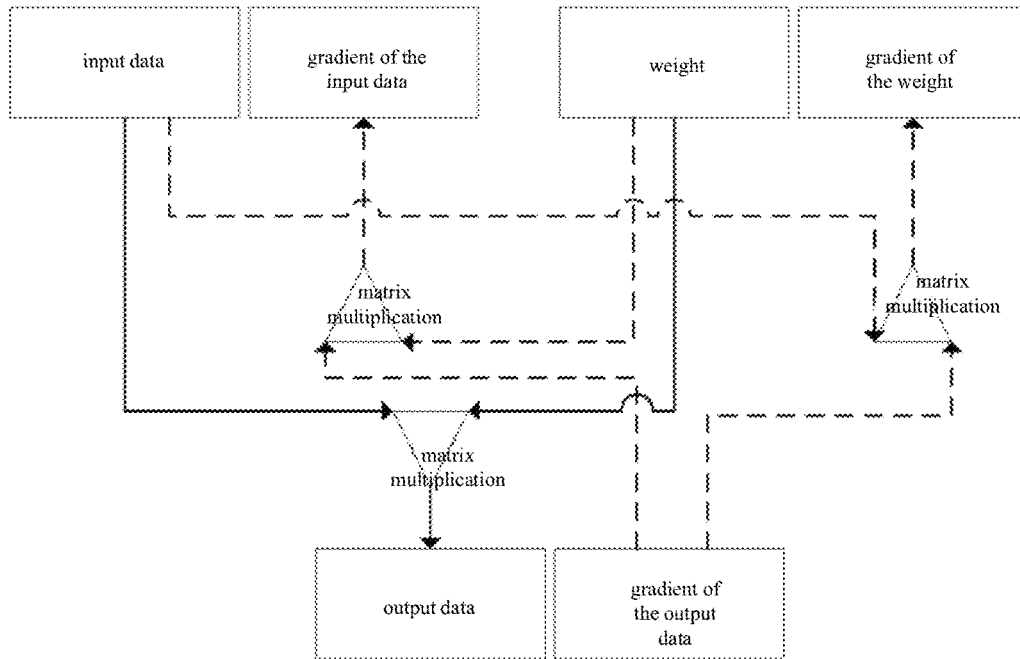 input data
gradient of the
input data
weight
gradient of
the weight
matrix
multiplication
matrix
multiplication
matrix
multiplication
output data
gradient of
the output
data